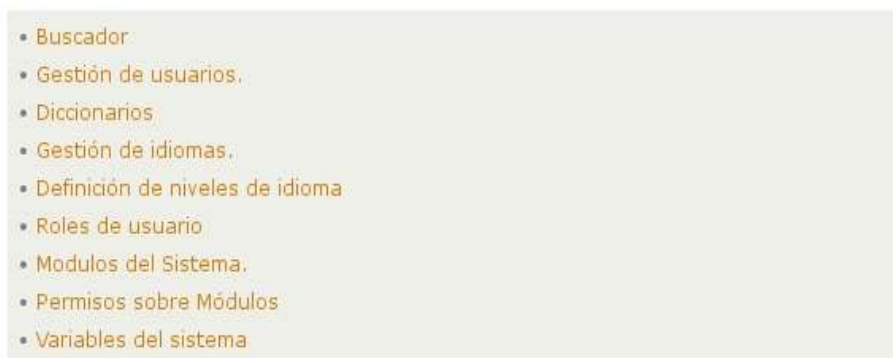 • Buscador
• Gestión de usuarios.
• Diccionarios
• Gestión de idiomas.
• Definición de niveles de idioma
• Roles de usuario
• Modulos del Sistema.
• Permisos sobre Módulos
• Variables del sistema